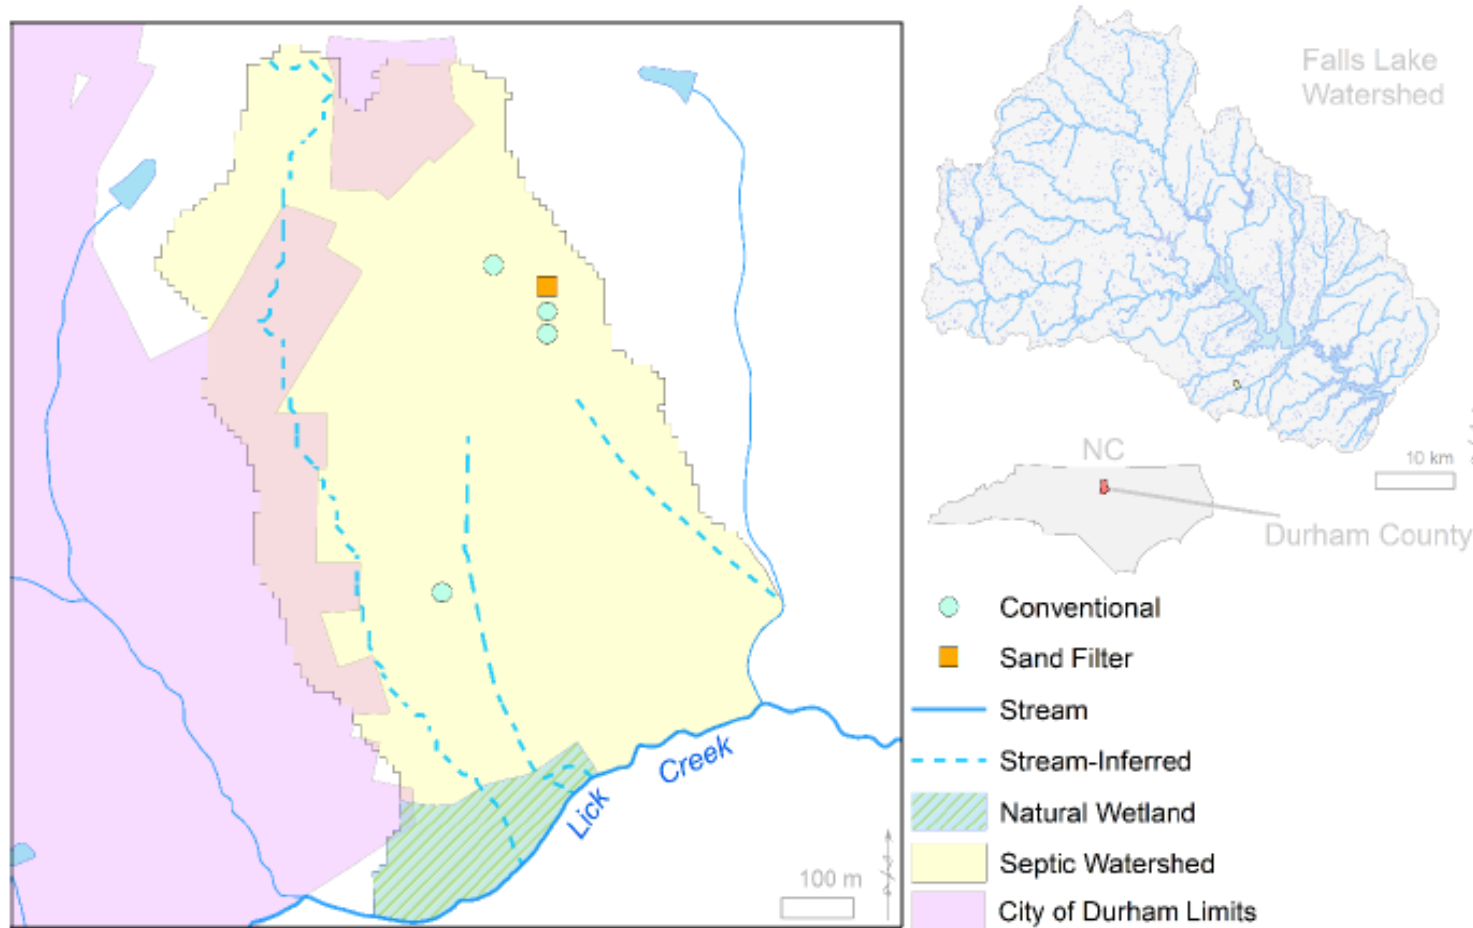 Falls Lake
Watershed
10 km
NC
Durham County
Conventional
Sand Filter
Stream
Stream-Inferred
Natural Wetland
Septic Watershed
City of Durham Limits
Lick
Creek
100 m